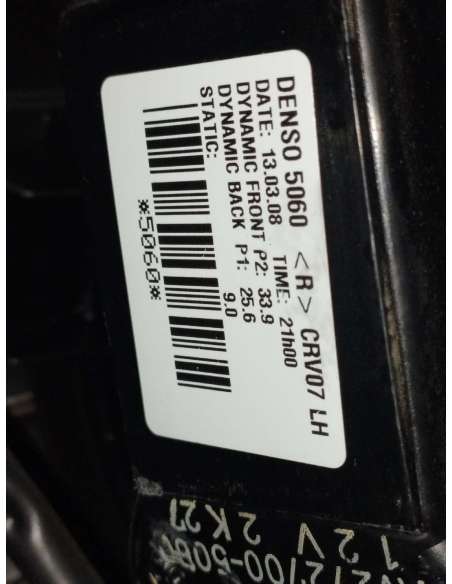 DENSO 5060 <R> CRV07 LH
DATE: 13.03.08 TIME: 21h00
DYNAMIC FRONT P2: 33.9
DYNAMIC BACK P1: 25.6
STATIC: 9.0
*5060*
12V 2K27